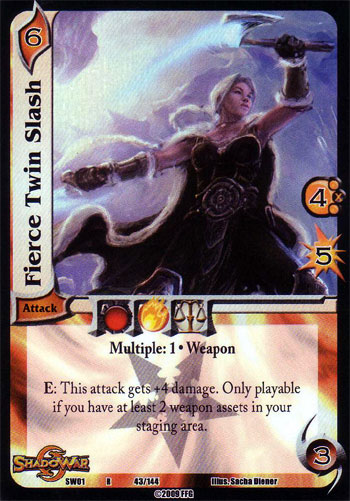 6
Fierce Twin Slash
4
5
Attack
Multiple: 1 • Weapon
E: This attack gets +4 damage. Only playable
if you have at least 2 weapon assets in your
staging area.
3
SHADOWAR
SW01 R 43/144 Illus. Sacha Diener
©2009 FFG